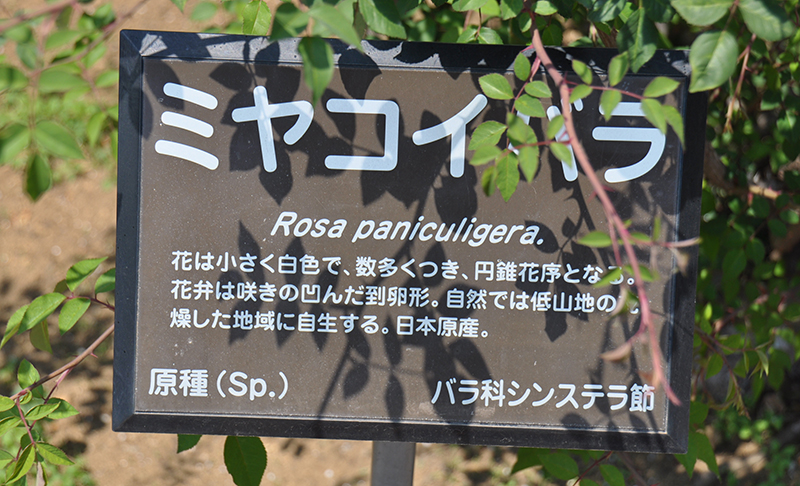 ミヤコイバラ
Rosa paniculigera.
花は小さく白色で、数多くつき、円錐花序となる。
花弁は咲きの凹んだ到卵形。自然では低山地の
燥した地域に自生する。日本原産。
原種(Sp.)
バラ科シンステラ節